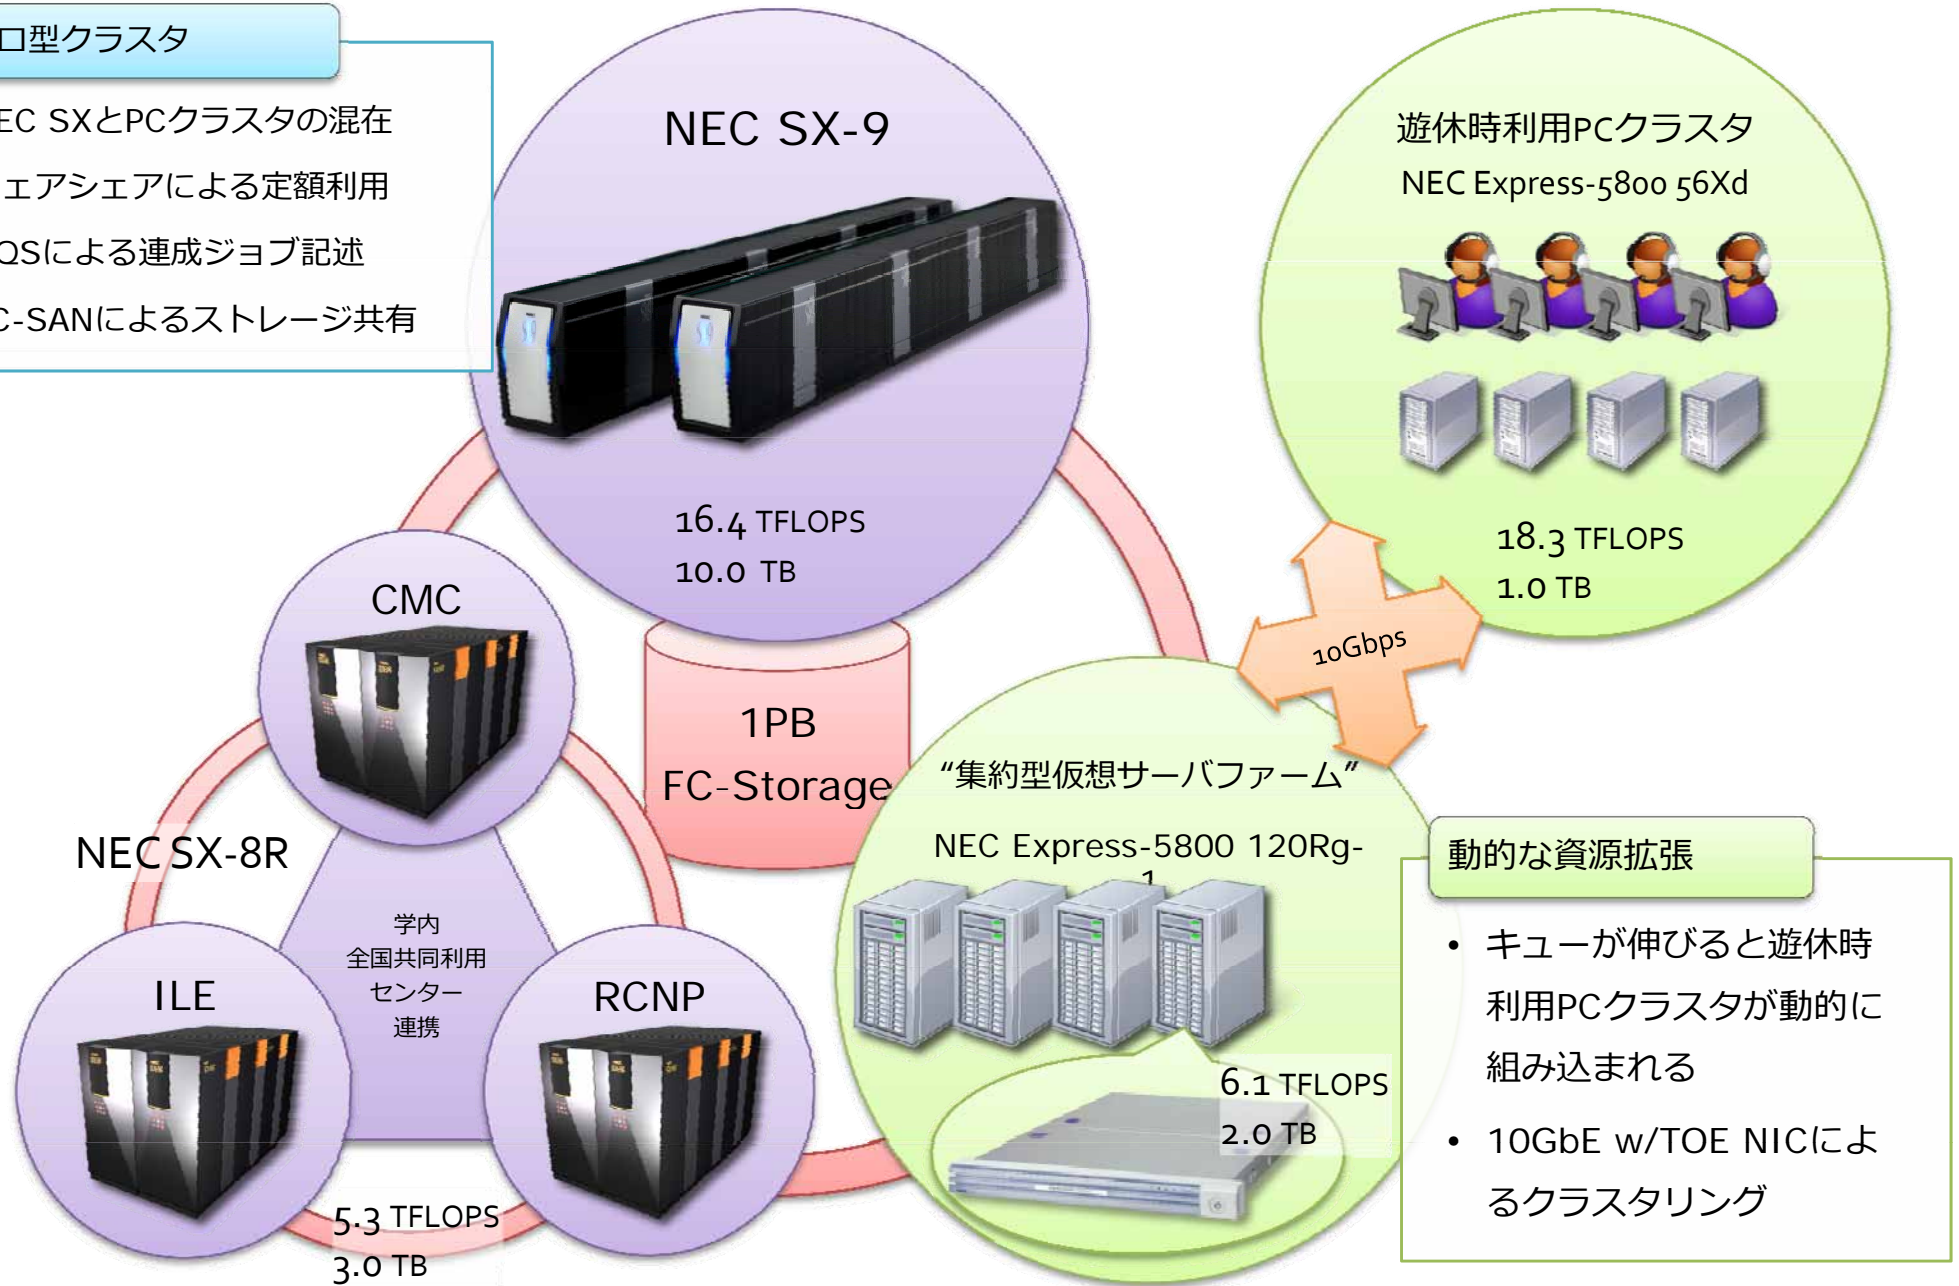 ロ型クラスタ
EC SXとPCクラスタの混在
ェアシェアによる定額利用
QSによる連成ジョブ記述
C-SANによるストレージ共有
NEC SX-9
16.4 TFLOPS
10.0 TB
遊休時利用PCクラスタ
NEC Express-5800 56Xd
18.3 TFLOPS
1.0 TB
10Gbps
CMC
1PB
FC-Storage
NEC SX-8R
学内
全国共同利用
センター
連携
ILE
RCNP
5.3 TFLOPS
3.0 TB
“集約型仮想サーバファーム”
NEC Express-5800 120Rg-
1
6.1 TFLOPS
2.0 TB
動的な資源拡張
• キューが伸びると遊休時
利用PCクラスタが動的に
組み込まれる
• 10GbE w/TOE NICによ
るクラスタリング